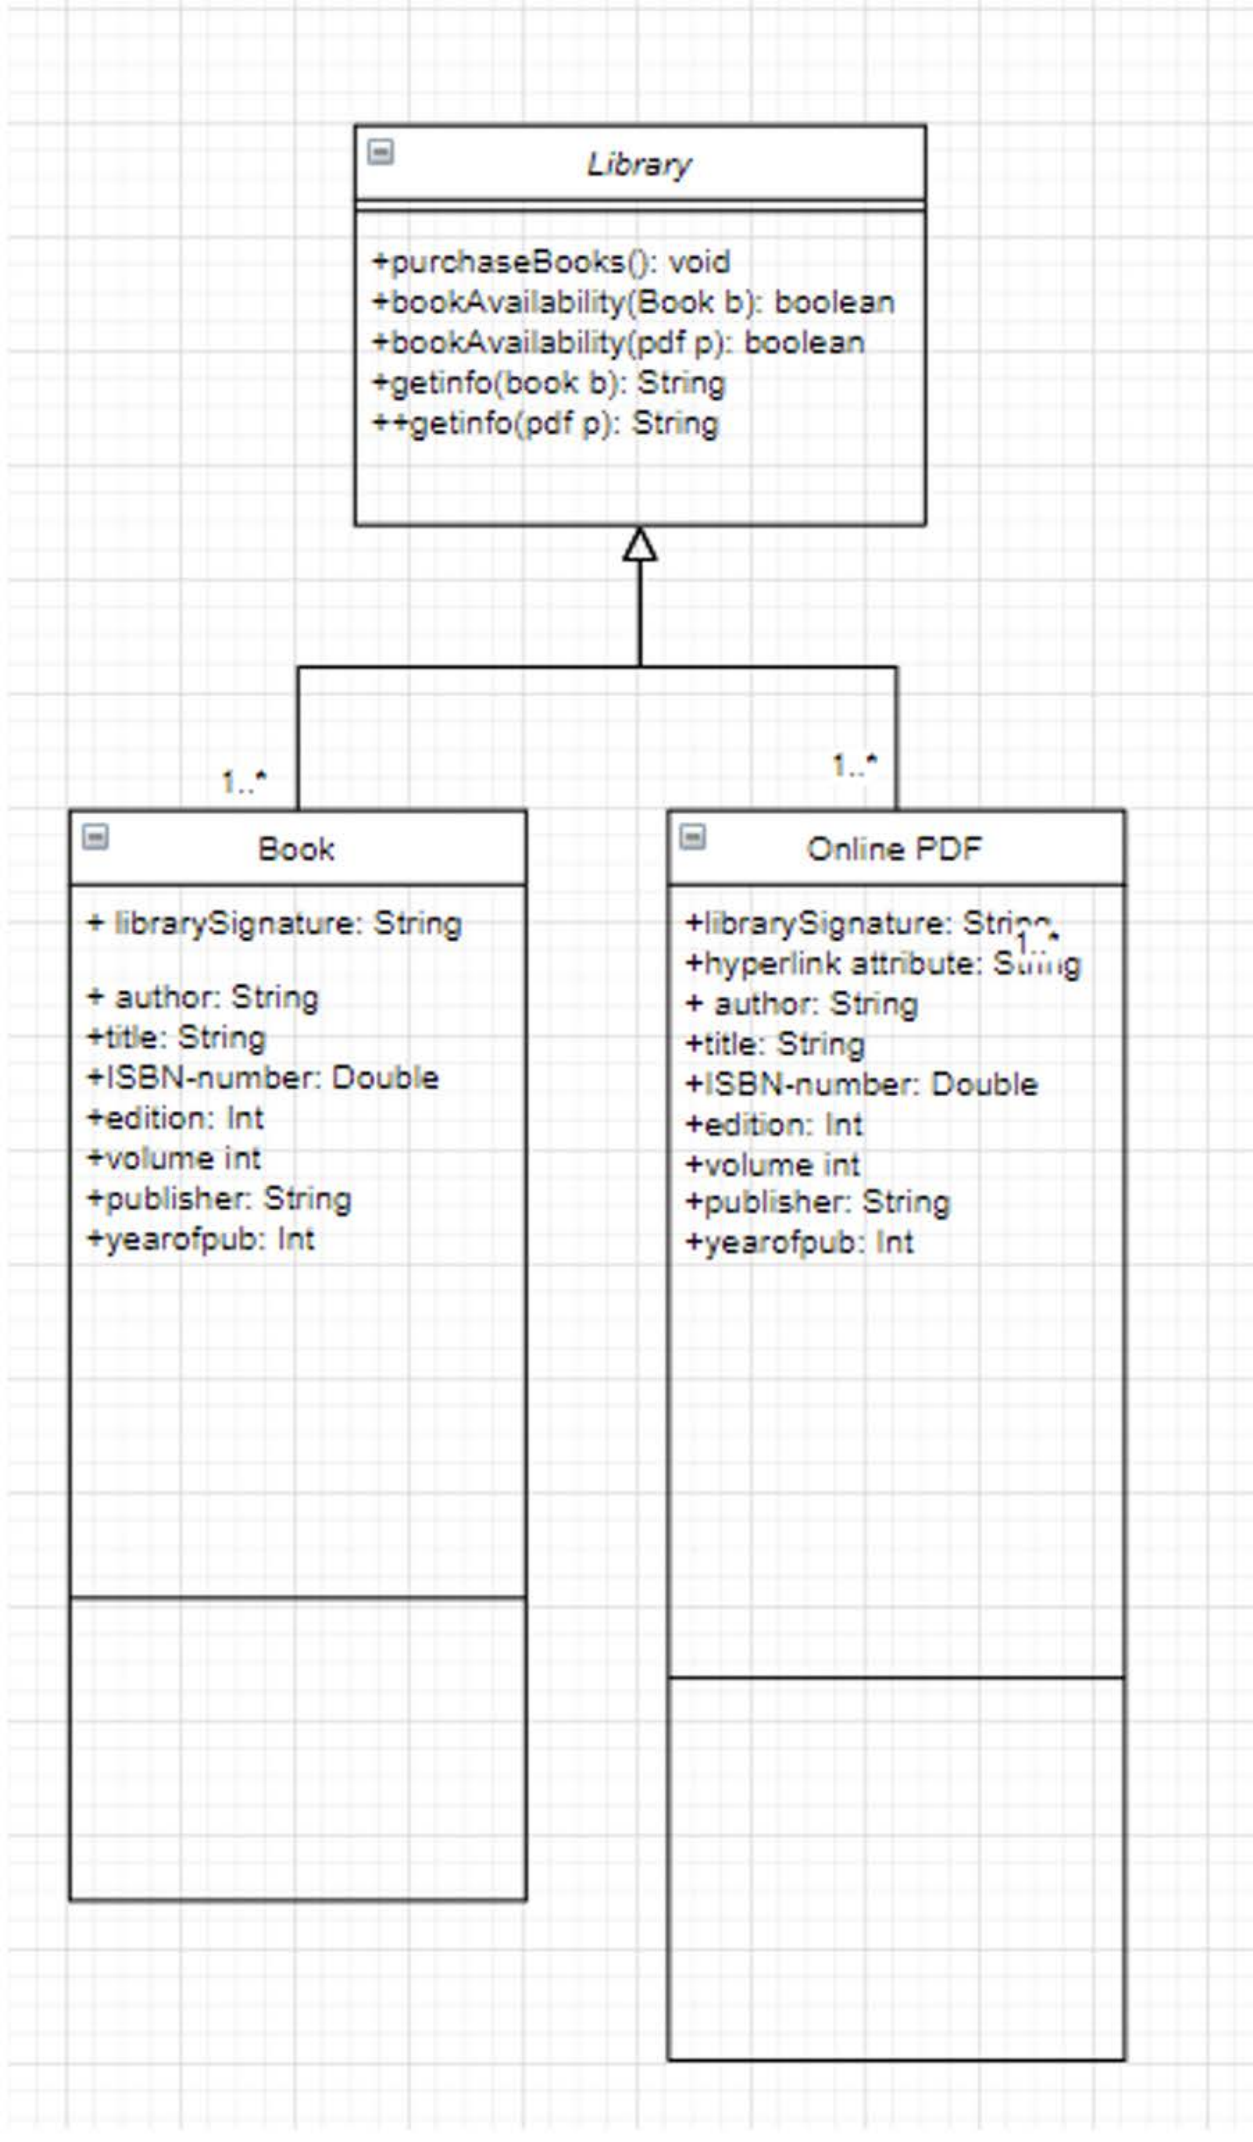 Library
+purchaseBooks(): void
+bookAvailability(Book b): boolean
+bookAvailability(pdf p): boolean
+getinfo(book b): String
++getinfo(pdf p): String
1..*
1..*
Book
+ librarySignature: String
+ author: String
+title: String
+ISBN-number: Double
+edition: Int
+volume int
+publisher: String
+yearofpub: Int
Online PDF
+librarySignature: String
1..*
+hyperlink attribute: String
+ author: String
+title: String
+ISBN-number: Double
+edition: Int
+volume int
+publisher: String
+yearofpub: Int